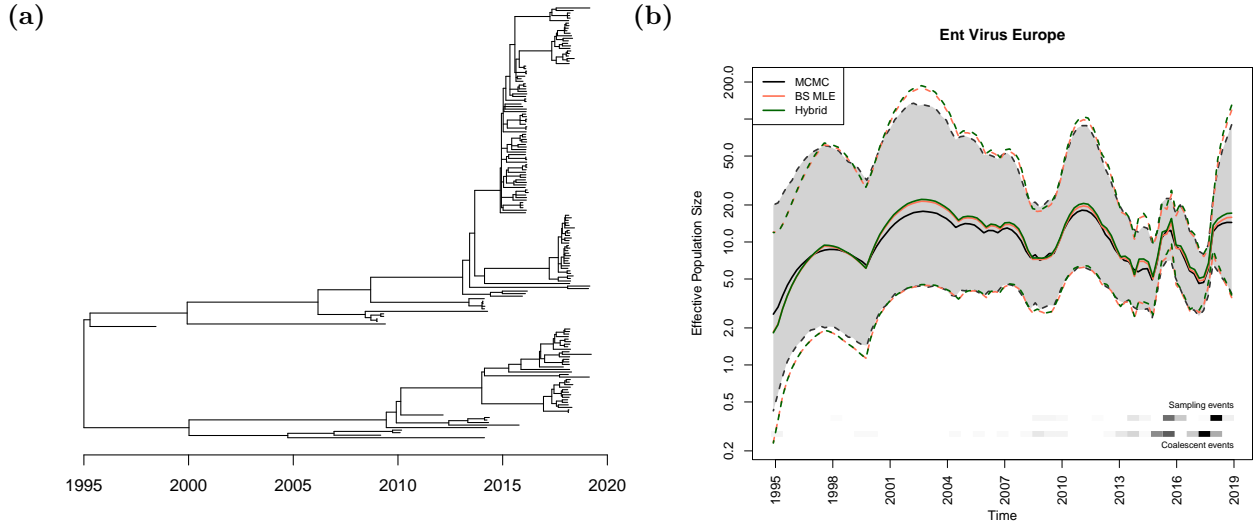 (a)
1995 2000 2005 2010 2015 2020
(b)
Ent Virus Europe
MCMC
BS MLE
Hybrid
Effective Population Size
200.0
50.0
20.0
10.0
5.0
2.0
1.0
0.5
0.2
Sampling events
Coalescent events
1995 1998 2001 2004 2007 2010 2013 2016 2019
Time